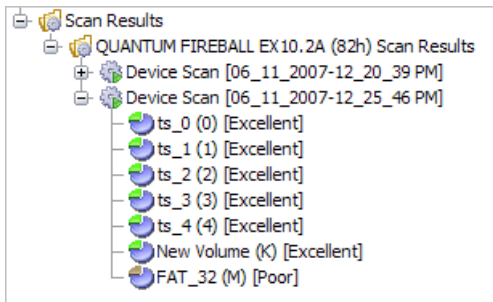 Scan Results
QUANTUM FIREBALL EX10.2A (82h) Scan Results
Device Scan [06_11_2007-12_20_39 PM]
Device Scan [06_11_2007-12_25_46 PM]
ts_0 (0) [Excellent]
ts_1 (1) [Excellent]
ts_2 (2) [Excellent]
ts_3 (3) [Excellent]
ts_4 (4) [Excellent]
New Volume (K) [Excellent]
FAT_32 (M) [Poor]